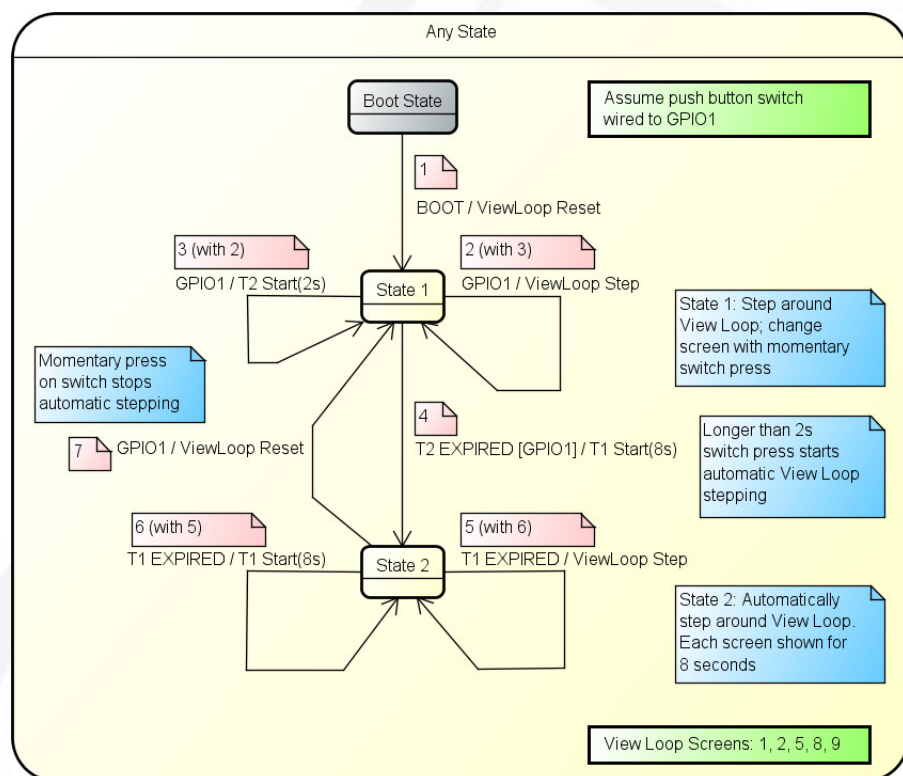 Any State
Boot State
Assume push button switch
wired to GPIO1
1
BOOT / ViewLoop Reset
3 (with 2)
GPIO1 / T2 Start(2s)
2 (with 3)
GPIO1 / ViewLoop Step
State 1
State 1: Step around
View Loop; change
screen with momentary
switch press
Momentary press
on switch stops
automatic stepping
7
GPIO1 / ViewLoop Reset
4
T2 EXPIRED [GPIO1] / T1 Start(8s)
Longer than 2s
switch press starts
automatic View Loop
stepping
6 (with 5)
T1 EXPIRED / T1 Start(8s)
5 (with 6)
T1 EXPIRED / ViewLoop Step
State 2
State 2: Automatically
step around View Loop.
Each screen shown for
8 seconds
View Loop Screens: 1, 2, 5, 8, 9